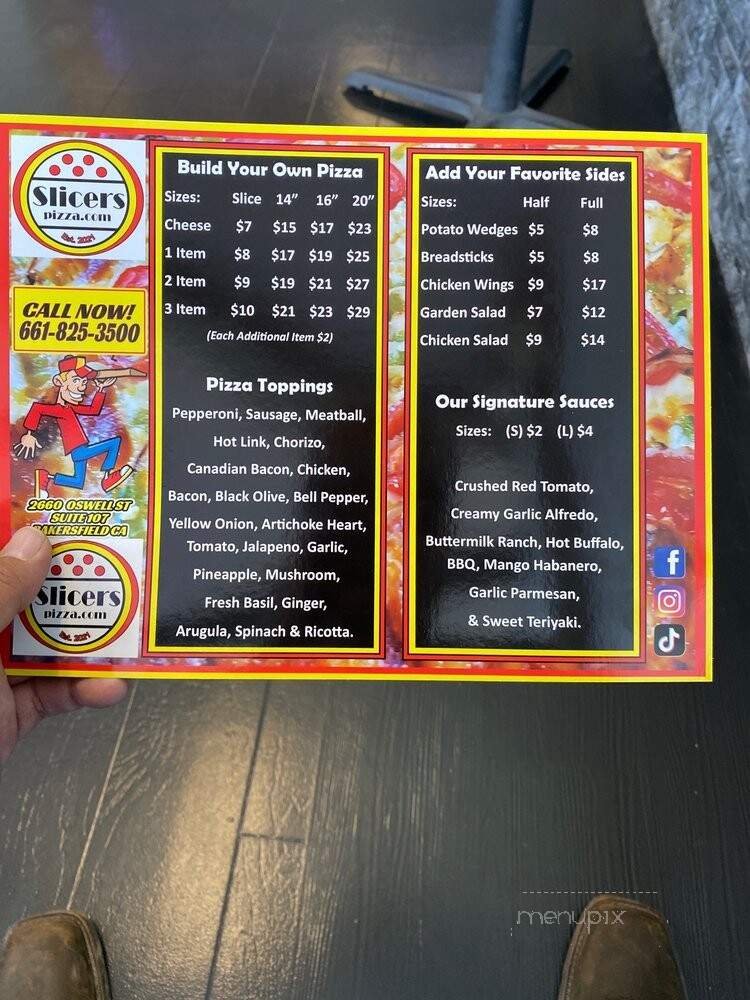 Slicers
pizza.com
Est. 2021
CALL NOW!
661-825-3500
2660 OSWELL ST
SUITE 107
BAKERSFIELD CA
Slicers
pizza.com
Est. 2021
Build Your Own Pizza
Sizes: Slice 14” 16” 20”
Cheese $7 $15 $17 $23
1 Item $8 $17 $19 $25
2 Item $9 $19 $21 $27
3 Item $10 $21 $23 $29
(Each Additional Item $2)
Pizza Toppings
Pepperoni, Sausage, Meatball,
Hot Link, Chorizo,
Canadian Bacon, Chicken,
Bacon, Black Olive, Bell Pepper,
Yellow Onion, Artichoke Heart,
Tomato, Jalapeno, Garlic,
Pineapple, Mushroom,
Fresh Basil, Ginger,
Arugula, Spinach & Ricotta.
Add Your Favorite Sides
Sizes: Half Full
Potato Wedges $5 $8
Breadsticks $5 $8
Chicken Wings $9 $17
Garden Salad $7 $12
Chicken Salad $9 $14
Our Signature Sauces
Sizes: (S) $2 (L) $4
Crushed Red Tomato,
Creamy Garlic Alfredo,
Buttermilk Ranch, Hot Buffalo,
BBQ, Mango Habanero,
Garlic Parmesan,
& Sweet Teriyaki.
menupix